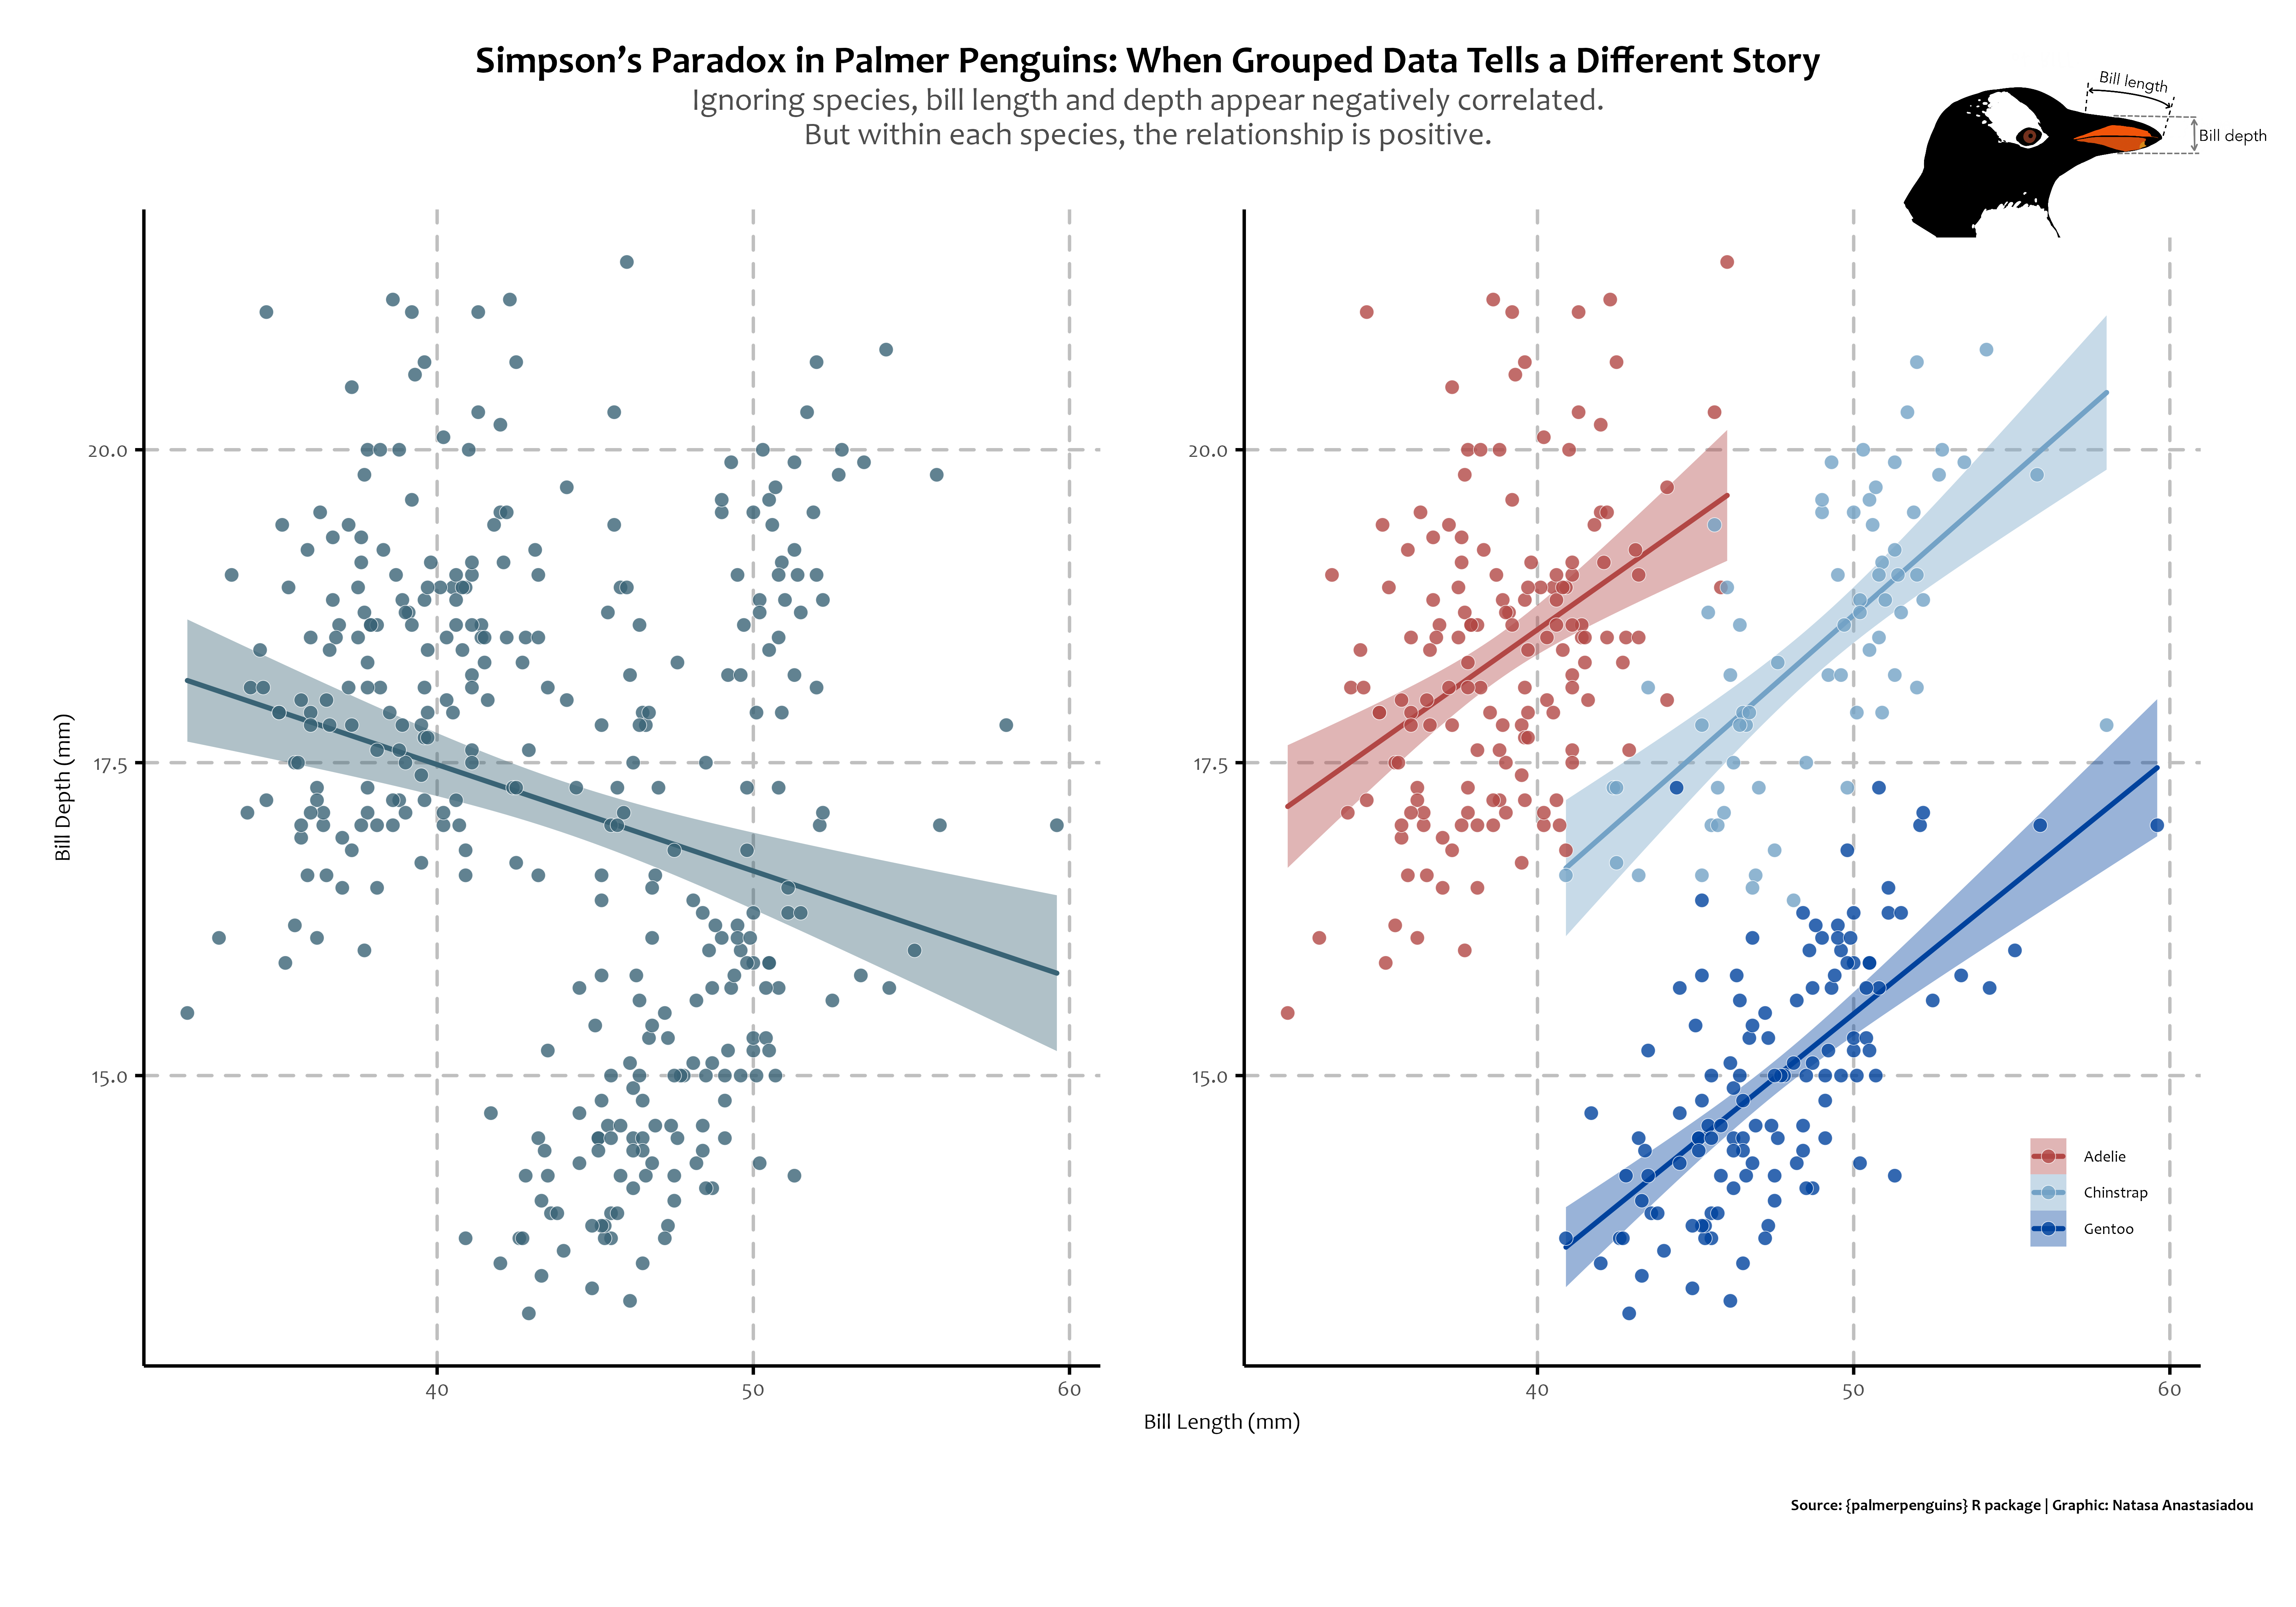 Simpson’s Paradox in Palmer Penguins: When Grouped Data Tells a Different Story
Ignoring species, bill length and depth appear negatively correlated.
But within each species, the relationship is positive.
Bill length
Bill depth
Bill Depth (mm)
20.0
17.5
15.0
40
50
60
20.0
17.5
15.0
40
50
60
Adelie
Chinstrap
Gentoo
Bill Length (mm)
Source: {palmerpenguins} R package | Graphic: Natasa Anastasiadou